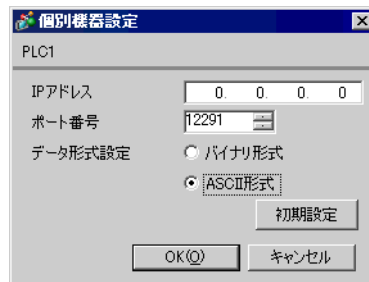 個別機器設定
PLC1
IPアドレス 0. 0. 0. 0
ポート番号 12291
データ形式設定 バイナリ形式
ASCII形式
初期設定
OK(O) キャンセル